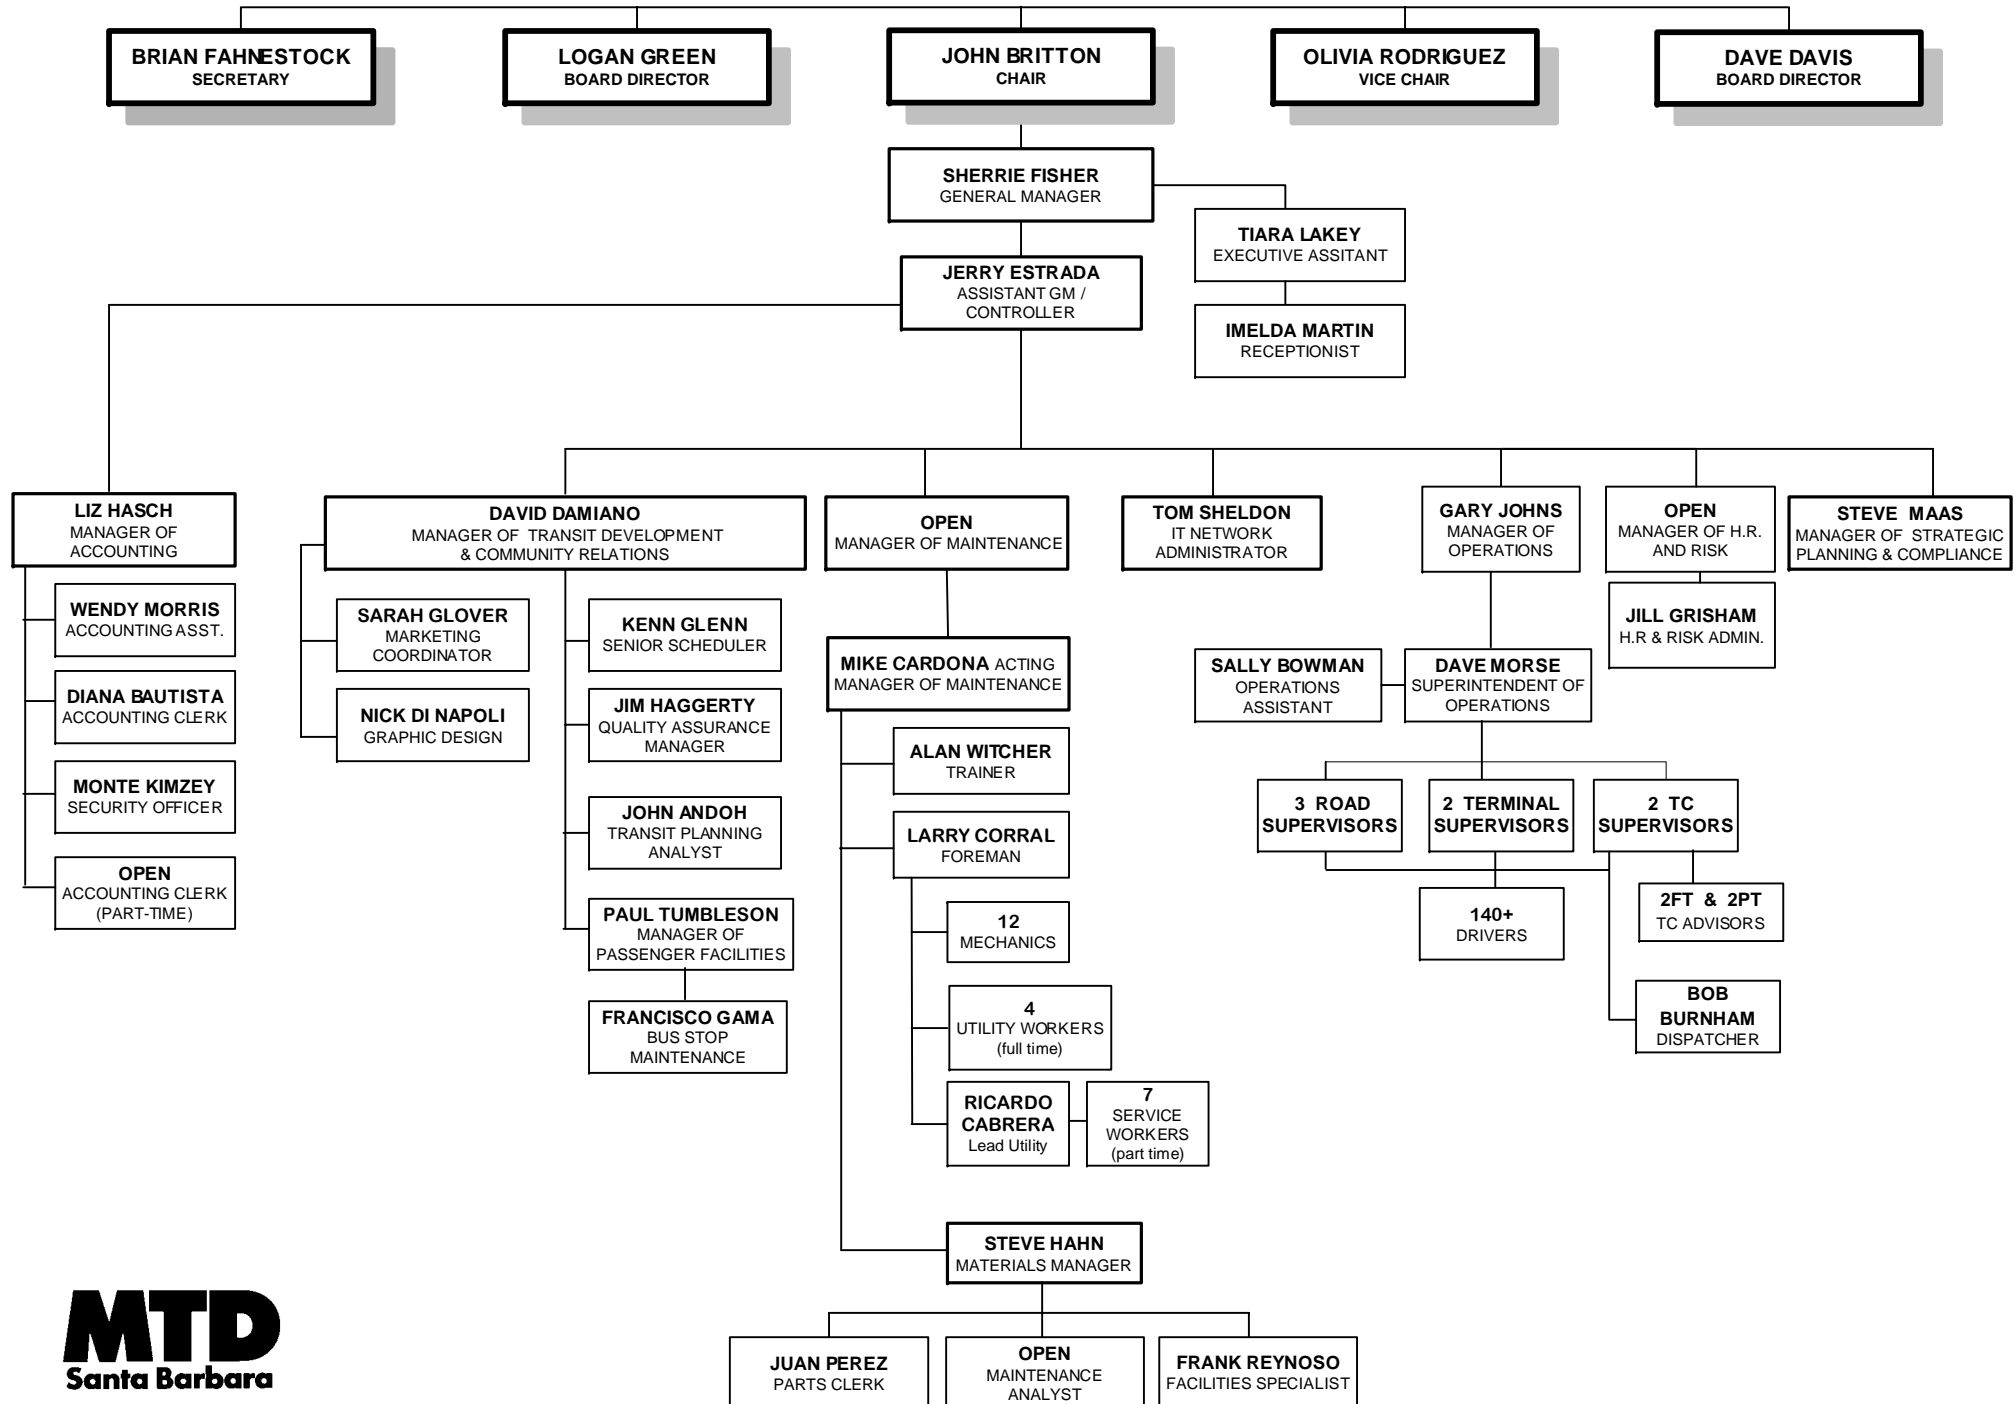 BRIAN FAHNESTOCK
SECRETARY
LOGAN GREEN
BOARD DIRECTOR
JOHN BRITTON
CHAIR
OLIVIA RODRIGUEZ
VICE CHAIR
DAVE DAVIS
BOARD DIRECTOR
SHERRIE FISHER
GENERAL MANAGER
TIARA LAKEY
EXECUTIVE ASSITANT
JERRY ESTRADA
ASSISTANT GM /
CONTROLLER
IMELDA MARTIN
RECEPTIONIST
LIZ HASCH
MANAGER OF
ACCOUNTING
WENDY MORRIS
ACCOUNTING ASST.
DIANA BAUTISTA
ACCOUNTING CLERK
MONTE KIMZEY
SECURITY OFFICER
OPEN
ACCOUNTING CLERK
(PART-TIME)
DAVID DAMIANO
MANAGER OF TRANSIT DEVELOPMENT
& COMMUNITY RELATIONS
SARAH GLOVER
MARKETING
COORDINATOR
NICK DI NAPOLI
GRAPHIC DESIGN
KENN GLENN
SENIOR SCHEDULER
JIM HAGGERTY
QUALITY ASSURANCE
MANAGER
JOHN ANDOH
TRANSIT PLANNING
ANALYST
PAUL TUMBLESON
MANAGER OF
PASSENGER FACILITIES
FRANCISCO GAMA
BUS STOP
MAINTENANCE
OPEN
MANAGER OF MAINTENANCE
MIKE CARDONA ACTING
MANAGER OF MAINTENANCE
ALAN WITCHER
TRAINER
LARRY CORRAL
FOREMAN
12
MECHANICS
4
UTILITY WORKERS
(full time)
RICARDO
CABRERA
Lead Utility
7
SERVICE
WORKERS
(part time)
STEVE HAHN
MATERIALS MANAGER
JUAN PEREZ
PARTS CLERK
OPEN
MAINTENANCE
ANALYST
FRANK REYNOSO
FACILITIES SPECIALIST
TOM SHELDON
IT NETWORK
ADMINISTRATOR
GARY JOHNS
MANAGER OF
OPERATIONS
SALLY BOWMAN
OPERATIONS
ASSISTANT
DAVE MORSE
SUPERINTENDENT OF
OPERATIONS
3 ROAD
SUPERVISORS
2 TERMINAL
SUPERVISORS
2 TC
SUPERVISORS
140+
DRIVERS
2FT & 2PT
TC ADVISORS
BOB
BURNHAM
DISPATCHER
OPEN
MANAGER OF H.R.
AND RISK
JILL GRISHAM
H.R & RISK ADMIN.
STEVE MAAS
MANAGER OF STRATEGIC
PLANNING & COMPLIANCE
MTD
Santa Barbara